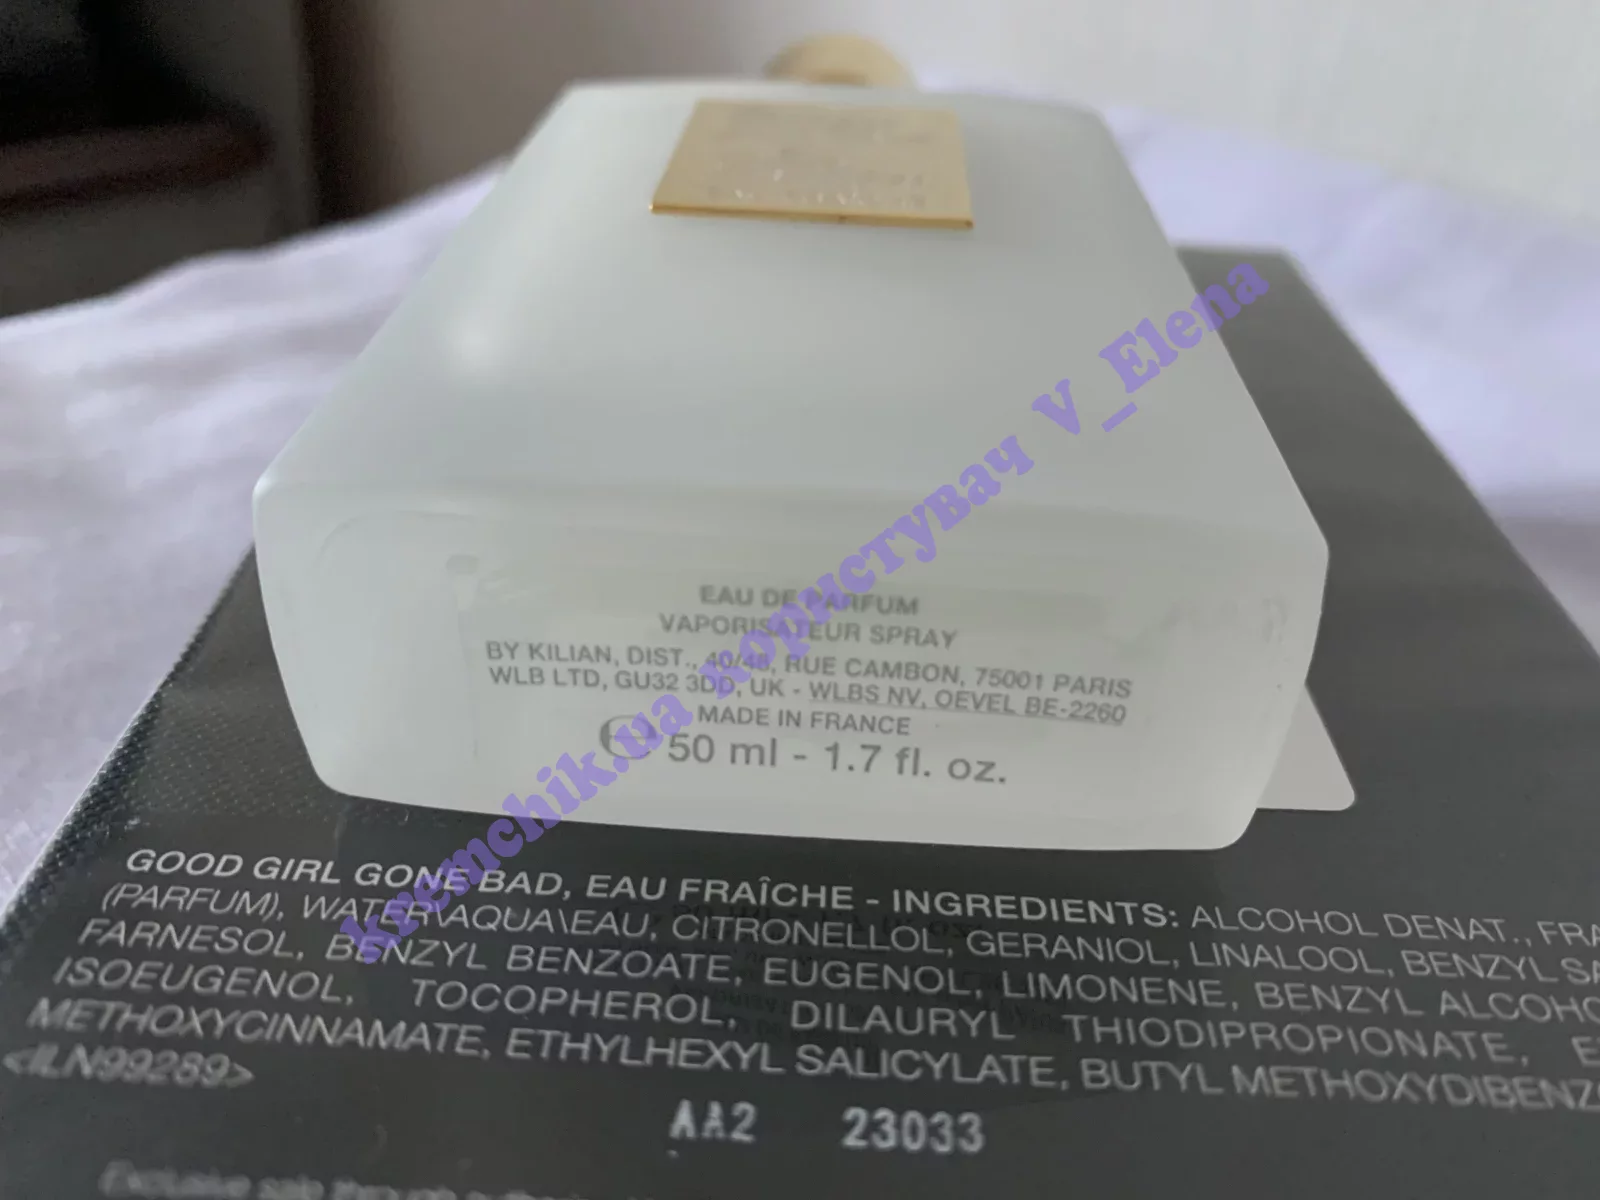 EAU DE PARFUM
VAPORISATEUR SPRAY
BY KILIAN, DIST., 40/48, RUE CAMBON, 75001 PARIS
WLB LTD, GU32 3DD, UK - WLBS NV, OEVEL BE-2260
MADE IN FRANCE
℮ 50 ml - 1.7 fl. oz.
kremchik.ua користувач V_Elena
GOOD GIRL GONE BAD, EAU FRAÎCHE - INGREDIENTS: ALCOHOL DENAT.,
(PARFUM), WATER\AQUA\EAU, CITRONELLOL, GERANIOL, LINALOOL, BENZYL
FARNESOL, BENZYL BENZOATE, EUGENOL, LIMONENE, BENZYL
ISOEUGENOL, TOCOPHEROL, DILAURYL THIODIPROPIONATE,
METHOXYCINNAMATE, ETHYLHEXYL SALICYLATE, BUTYL
<ILN99289>
AA2 23033
Exclusive sale through